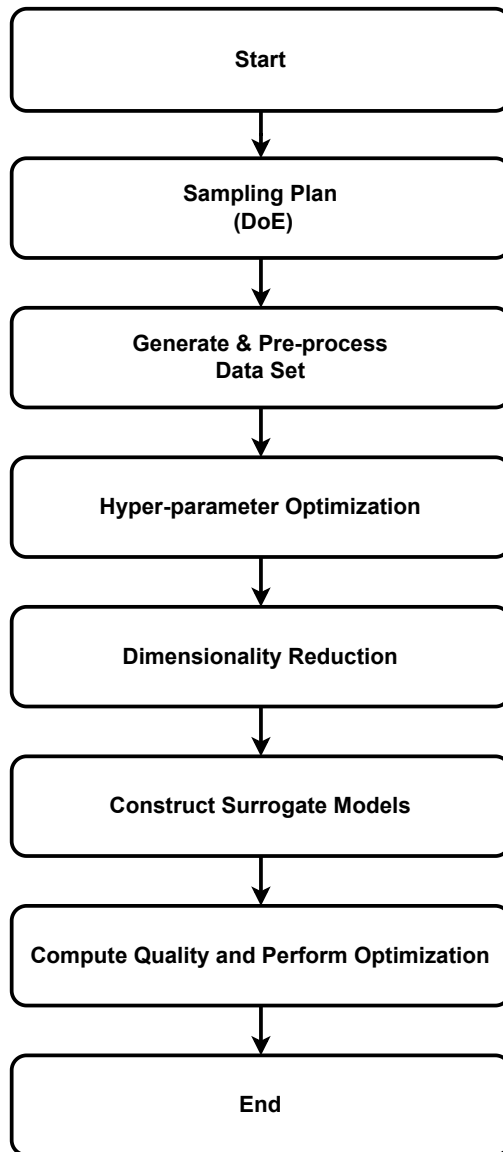 Start
Sampling Plan
(DoE)
Generate & Pre-process
Data Set
Hyper-parameter Optimization
Dimensionality Reduction
Construct Surrogate Models
Compute Quality and Perform Optimization
End